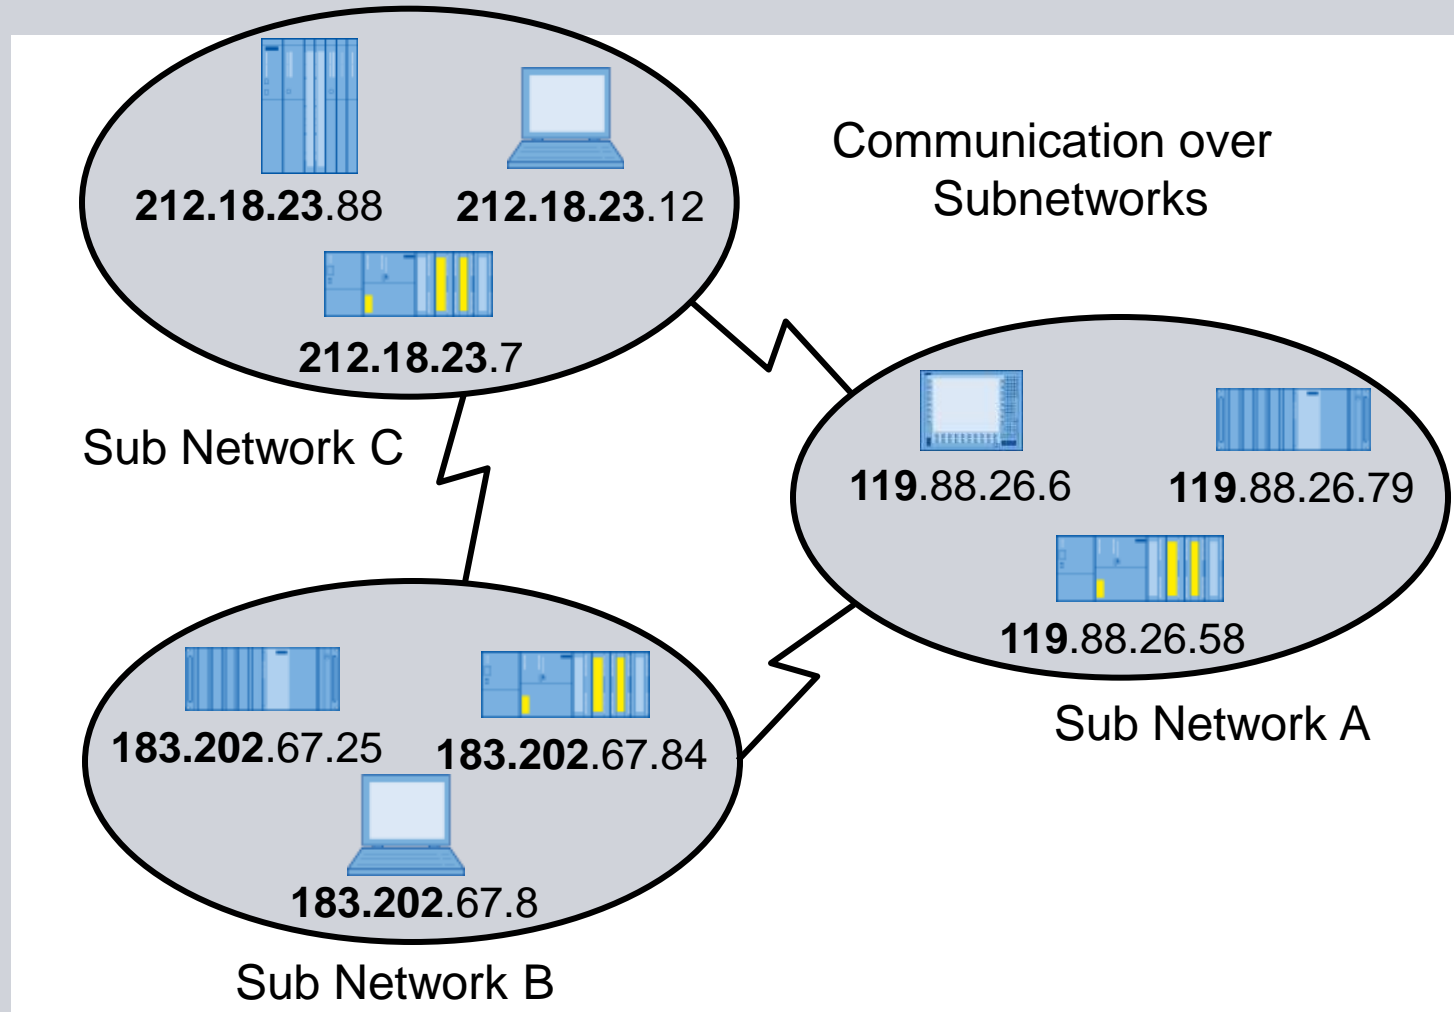 212.18.23.88
212.18.23.12
212.18.23.7
Communication over
Subnetworks
Sub Network C
119.88.26.6
119.88.26.79
119.88.26.58
Sub Network A
183.202.67.25
183.202.67.84
183.202.67.8
Sub Network B